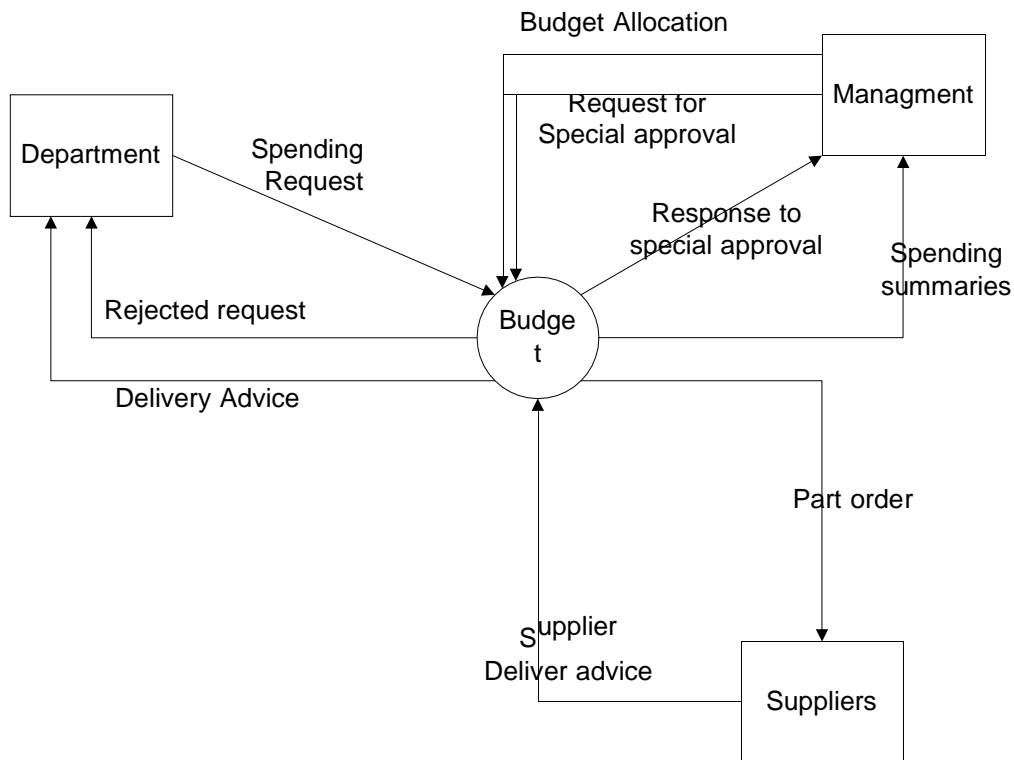 Budget Allocation
Managment
Request for
Special approval
Department
Spending
Request
Response to
special approval
Spending
summaries
Rejected request
Budge
t
Delivery Advice
Part order
Supplier
Deliver advice
Suppliers